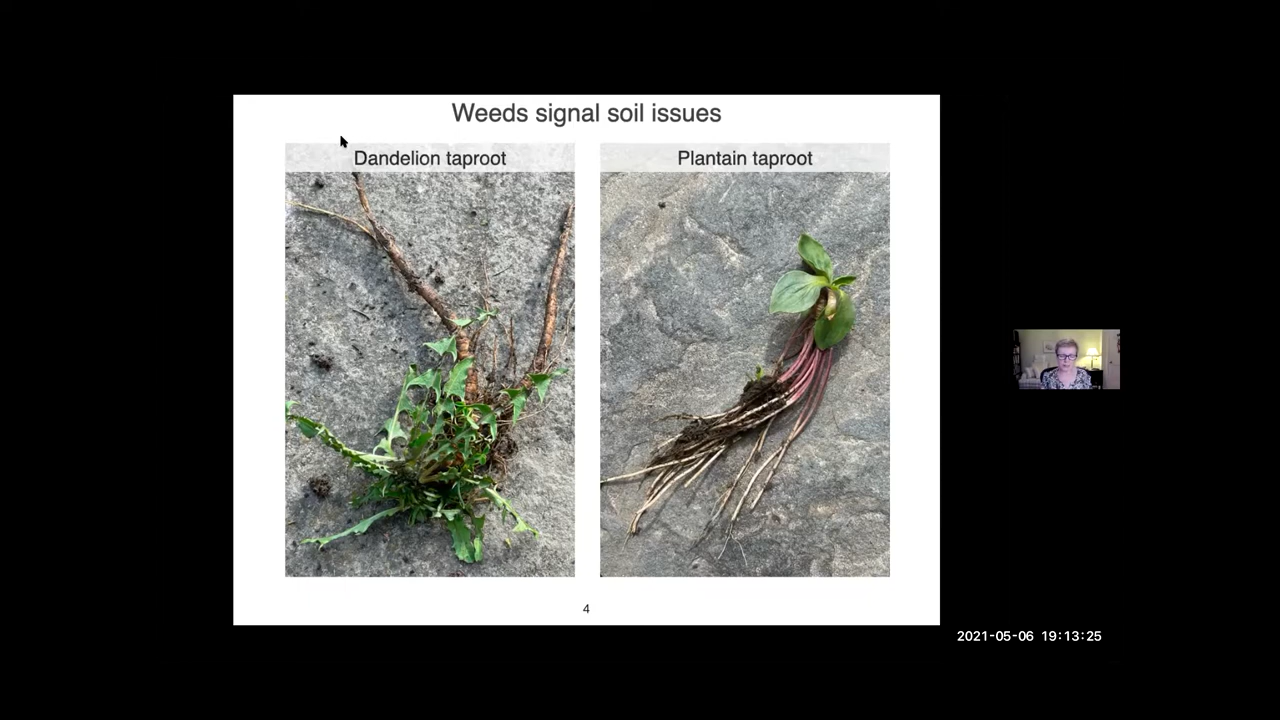 Weeds signal soil issues
Dandelion taproot
Plantain taproot
4
2021-05-06 19:13:25